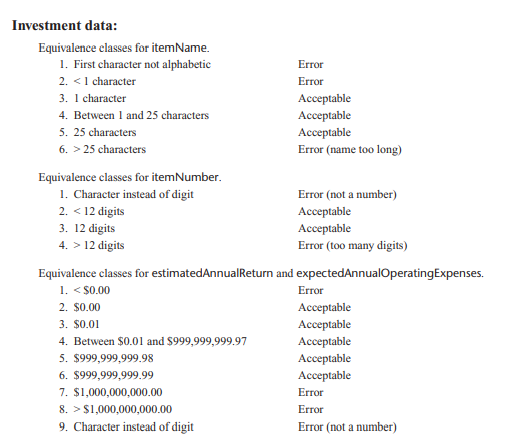 Investment data:
Equivalence classes for itemName.
1. First character not alphabetic Error
2. < 1 character Error
3. 1 character Acceptable
4. Between 1 and 25 characters Acceptable
5. 25 characters Acceptable
6. > 25 characters Error (name too long)
Equivalence classes for itemNumber.
1. Character instead of digit Error (not a number)
2. < 12 digits Acceptable
3. 12 digits Acceptable
4. > 12 digits Error (too many digits)
Equivalence classes for estimatedAnnualReturn and expectedAnnualOperatingExpenses.
1. < $0.00 Error
2. $0.00 Acceptable
3. $0.01 Acceptable
4. Between $0.01 and $999,999,999.97 Acceptable
5. $999,999,999.98 Acceptable
6. $999,999,999.99 Acceptable
7. $1,000,000,000.00 Error
8. > $1,000,000,000.00 Error
9. Character instead of digit Error (not a number)